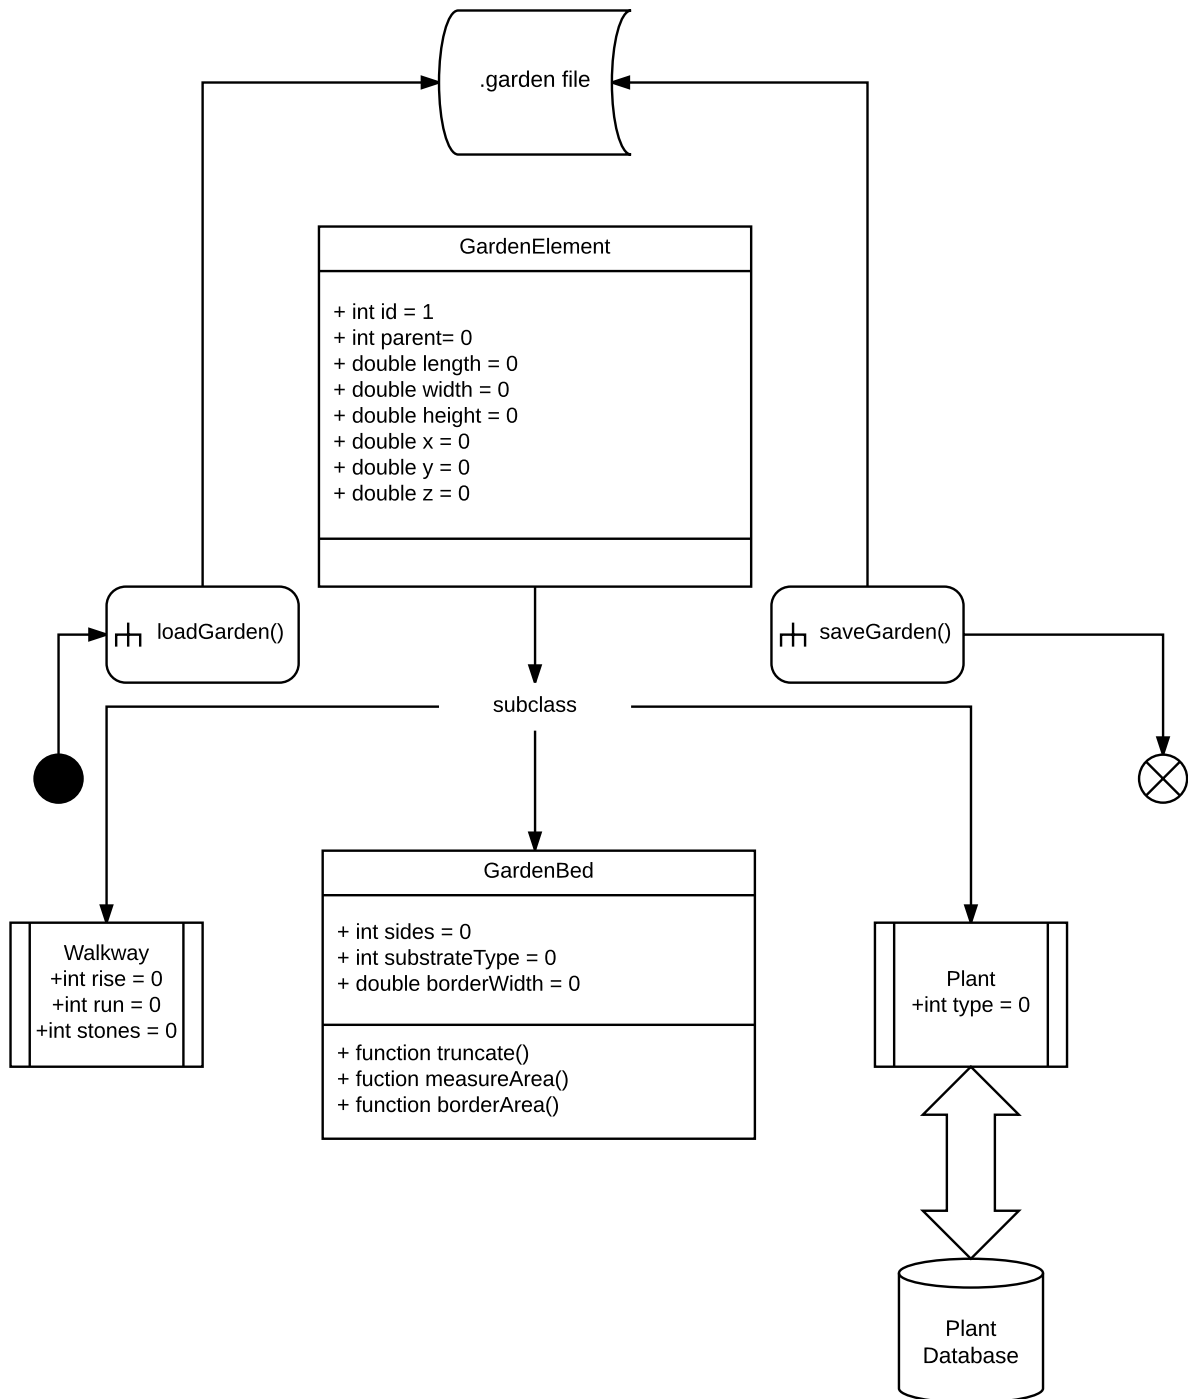 .garden file
GardenElement
+ int id = 1
+ int parent= 0
+ double length = 0
+ double width = 0
+ double height = 0
+ double x = 0
+ double y = 0
+ double z = 0
loadGarden()
saveGarden()
subclass
GardenBed
+ int sides = 0
+ int substrateType = 0
+ double borderWidth = 0
+ function truncate()
+ fuction measureArea()
+ function borderArea()
Walkway
+int rise = 0
+int run = 0
+int stones = 0
Plant
+int type = 0
Plant
Database